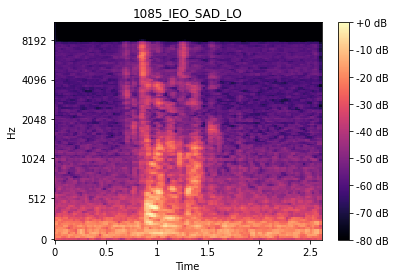 1085_IEO_SAD_LO
Hz
8192
4096
2048
1024
512
0
0
0.5
1
1.5
2
2.5
Time
+0 dB
-10 dB
-20 dB
-30 dB
-40 dB
-50 dB
-60 dB
-70 dB
-80 dB